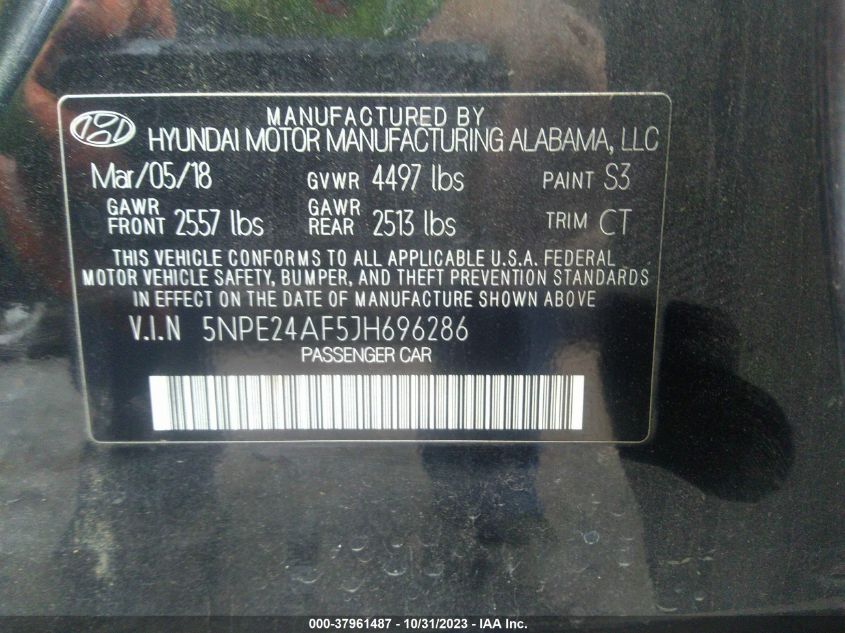 MANUFACTURED BY
HYUNDAI MOTOR MANUFACTURING ALABAMA, LLC
Mar/05/18 GVWR 4497 lbs PAINT S3
GAWR FRONT 2557 lbs GAWR REAR 2513 lbs TRIM CT
THIS VEHICLE CONFORMS TO ALL APPLICABLE U.S.A. FEDERAL
MOTOR VEHICLE SAFETY, BUMPER, AND THEFT PREVENTION STANDARDS
IN EFFECT ON THE DATE OF MANUFACTURE SHOWN ABOVE
V.I.N 5NPE24AF5JH696286
PASSENGER CAR
000-37961487 - 10/31/2023 - IAA Inc.